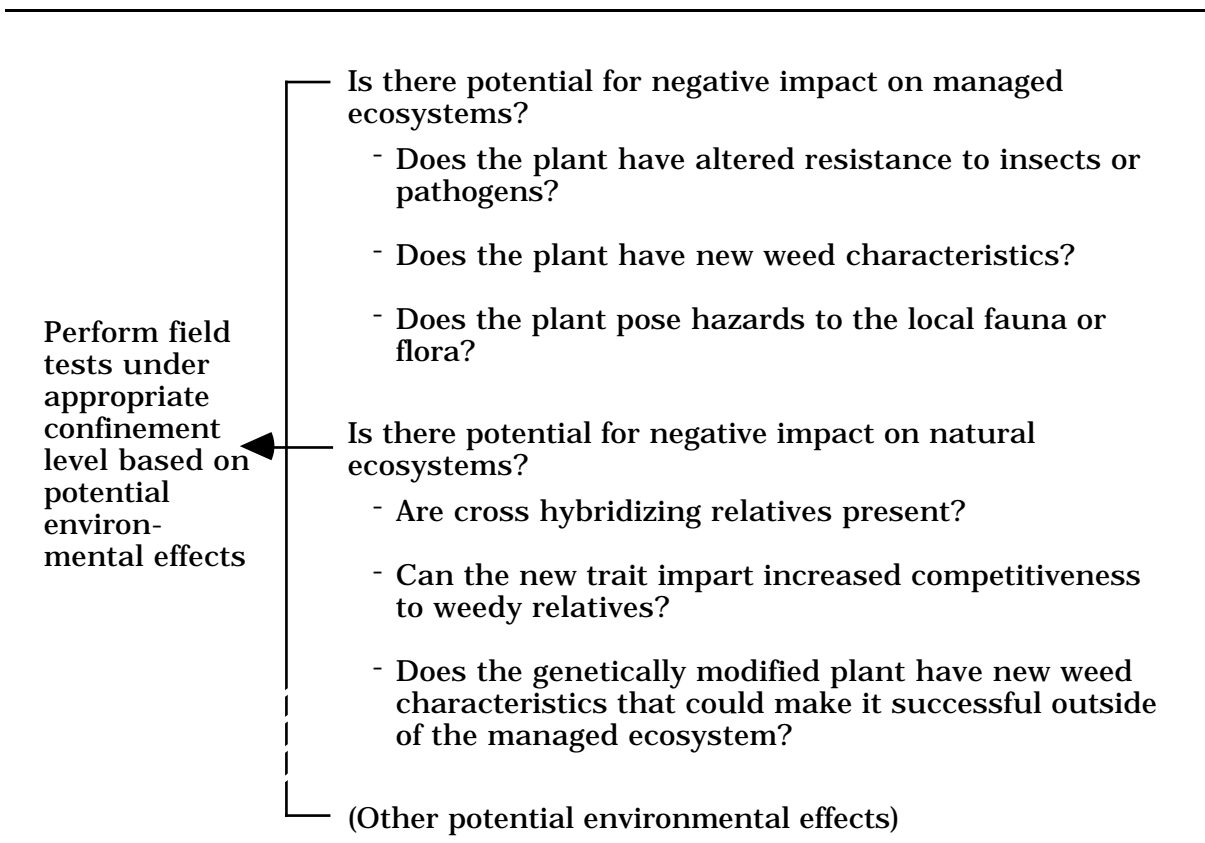 Is there potential for negative impact on managed
ecosystems?
- Does the plant have altered resistance to insects or
pathogens?
- Does the plant have new weed characteristics?
- Does the plant pose hazards to the local fauna or
flora?
Perform field
tests under
appropriate
confinement
level based on
potential
environ-
mental effects
Is there potential for negative impact on natural
ecosystems?
- Are cross hybridizing relatives present?
- Can the new trait impart increased competitiveness
to weedy relatives?
- Does the genetically modified plant have new weed
characteristics that could make it successful outside
of the managed ecosystem?
(Other potential environmental effects)